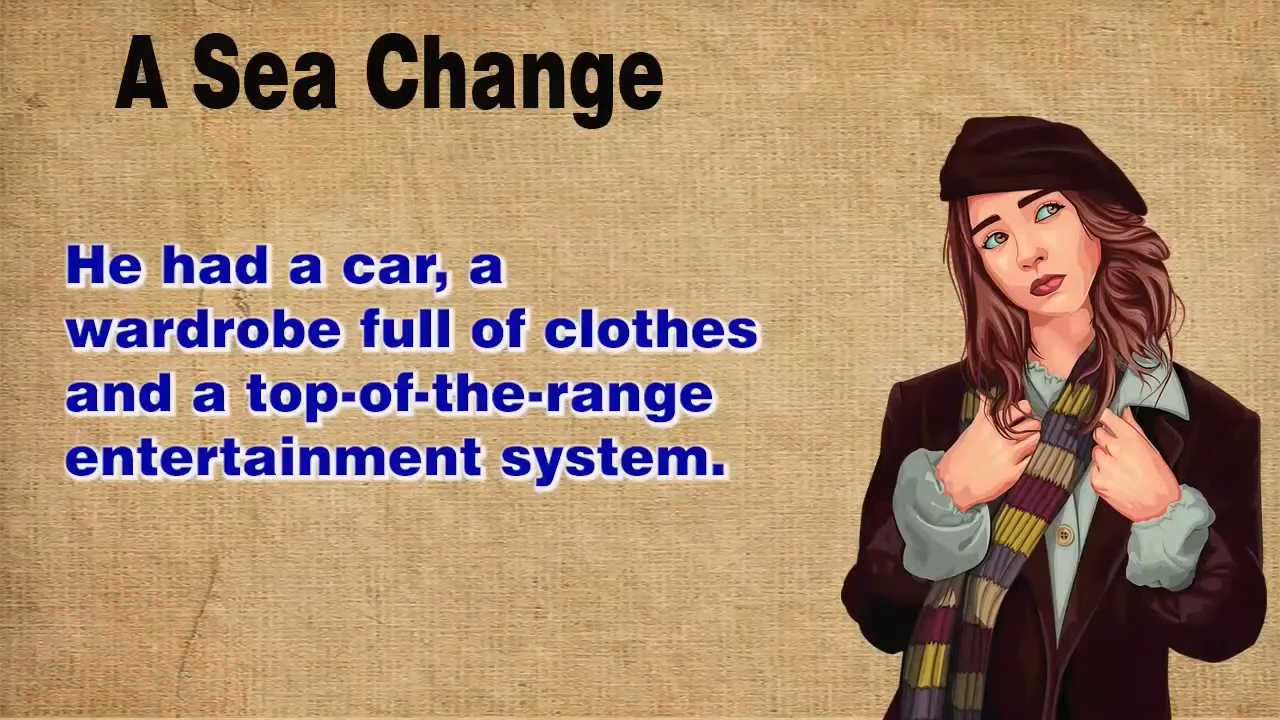 A Sea Change
He had a car, a
wardrobe full of clothes
and a top-of-the-range
entertainment system.